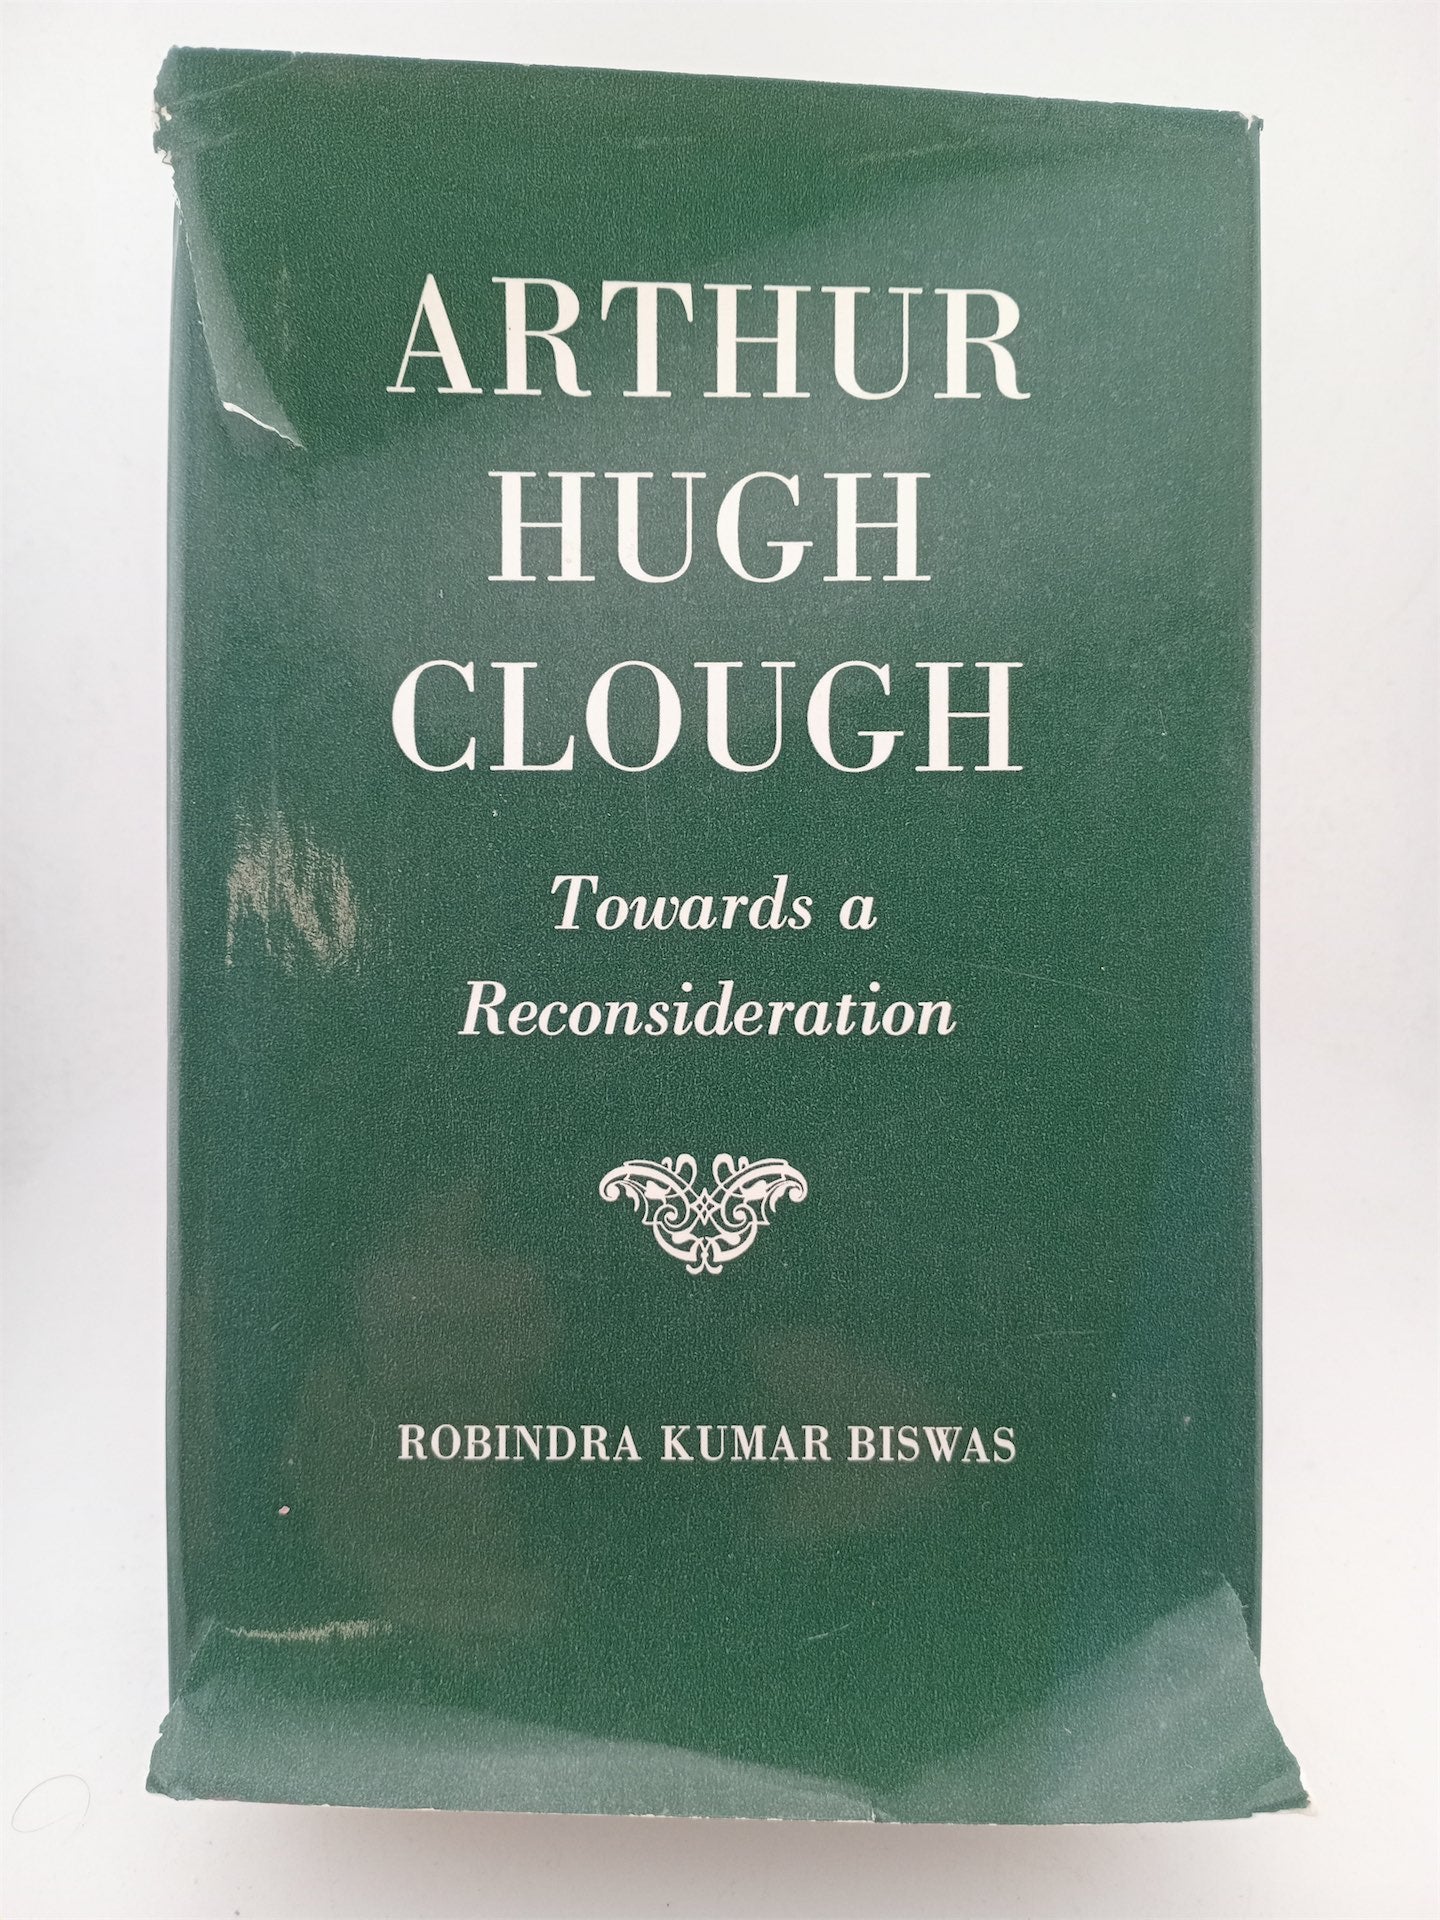 ARTHUR
HUGH
CLOUGH
Towards a
Reconsideration
ROBINDRA KUMAR BISWAS